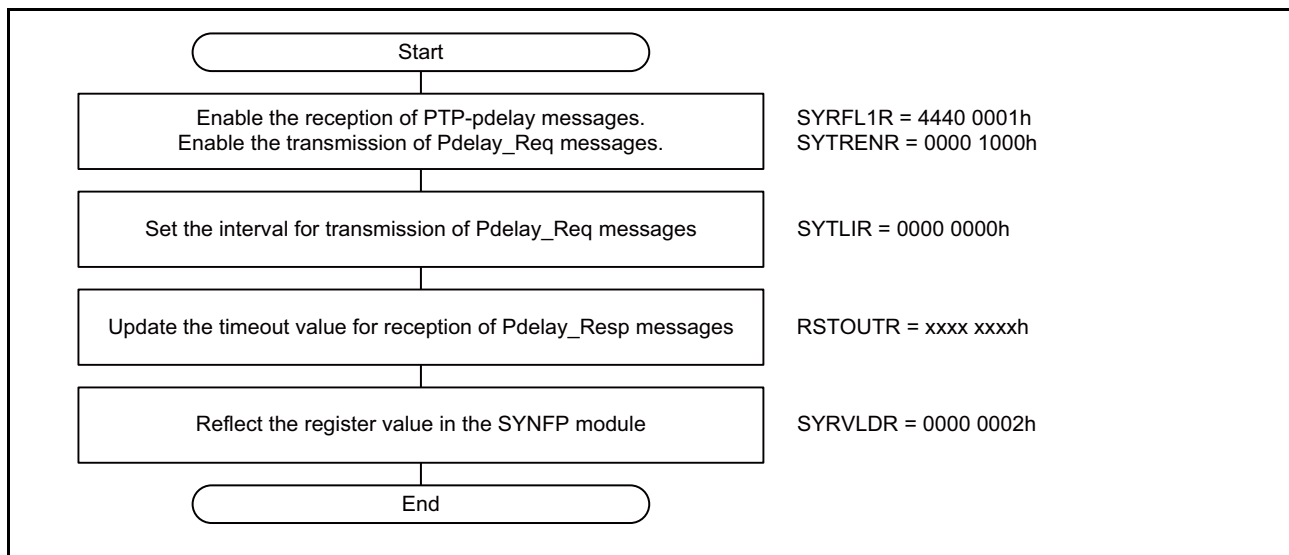 Start
Enable the reception of PTP-pdelay messages. SYRFL1R = 4440 0001h
Enable the transmission of Pdelay_Req messages. SYTRENR = 0000 1000h
Set the interval for transmission of Pdelay_Req messages SYTLIR = 0000 0000h
Update the timeout value for reception of Pdelay_Resp messages RSTOUTR = xxxx xxxxh
Reflect the register value in the SYNFP module SYRVLDR = 0000 0002h
End